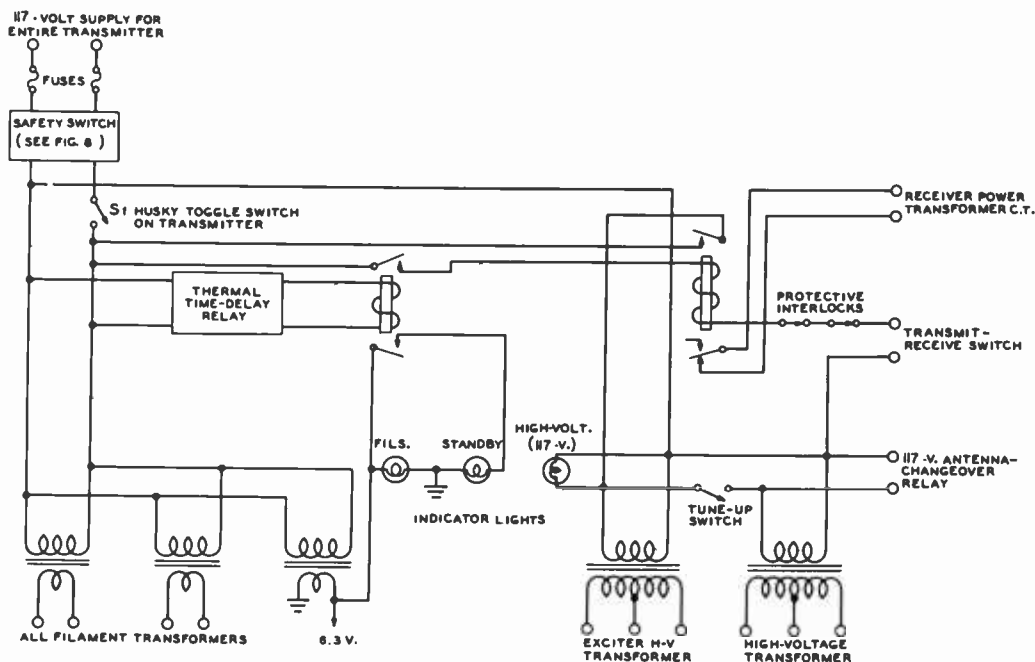 117-VOLT SUPPLY FOR
ENTIRE TRANSMITTER
FUSES
SAFETY SWITCH
(SEE FIG. 8)
S1 HUSKY TOGGLE SWITCH
ON TRANSMITTER
RECEIVER POWER
TRANSFORMER C.T.
THERMAL
TIME-DELAY
RELAY
PROTECTIVE
INTERLOCKS
TRANSMIT-
RECEIVE SWITCH
FILS.
STANDBY
HIGH-VOLT.
(117-V.)
117-V. ANTENNA-
CHANGEOVER
RELAY
INDICATOR LIGHTS
TUNE-UP
SWITCH
ALL FILAMENT TRANSFORMERS
6.3 V.
EXCITER H-V
TRANSFORMER
HIGH-VOLTAGE
TRANSFORMER